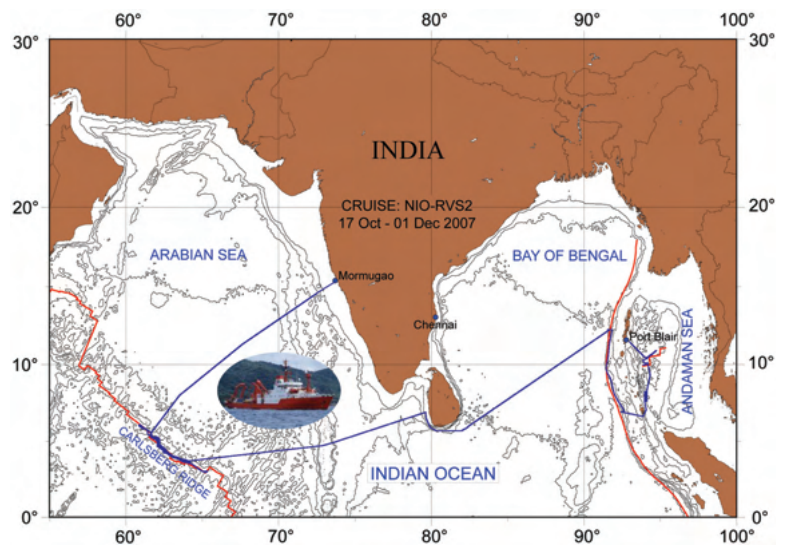 60° 70° 80° 90° 100°
30° 30°
INDIA
CRUISE: NIO-RVS2
17 Oct - 01 Dec 2007
20° 20°
ARABIAN SEA
BAY OF BENGAL
Mormugao
Chennai
Port Blair
ANDAMAN SEA
10° 10°
CARLSBERG RIDGE
INDIAN OCEAN
0° 0°
60° 70° 80° 90° 100°